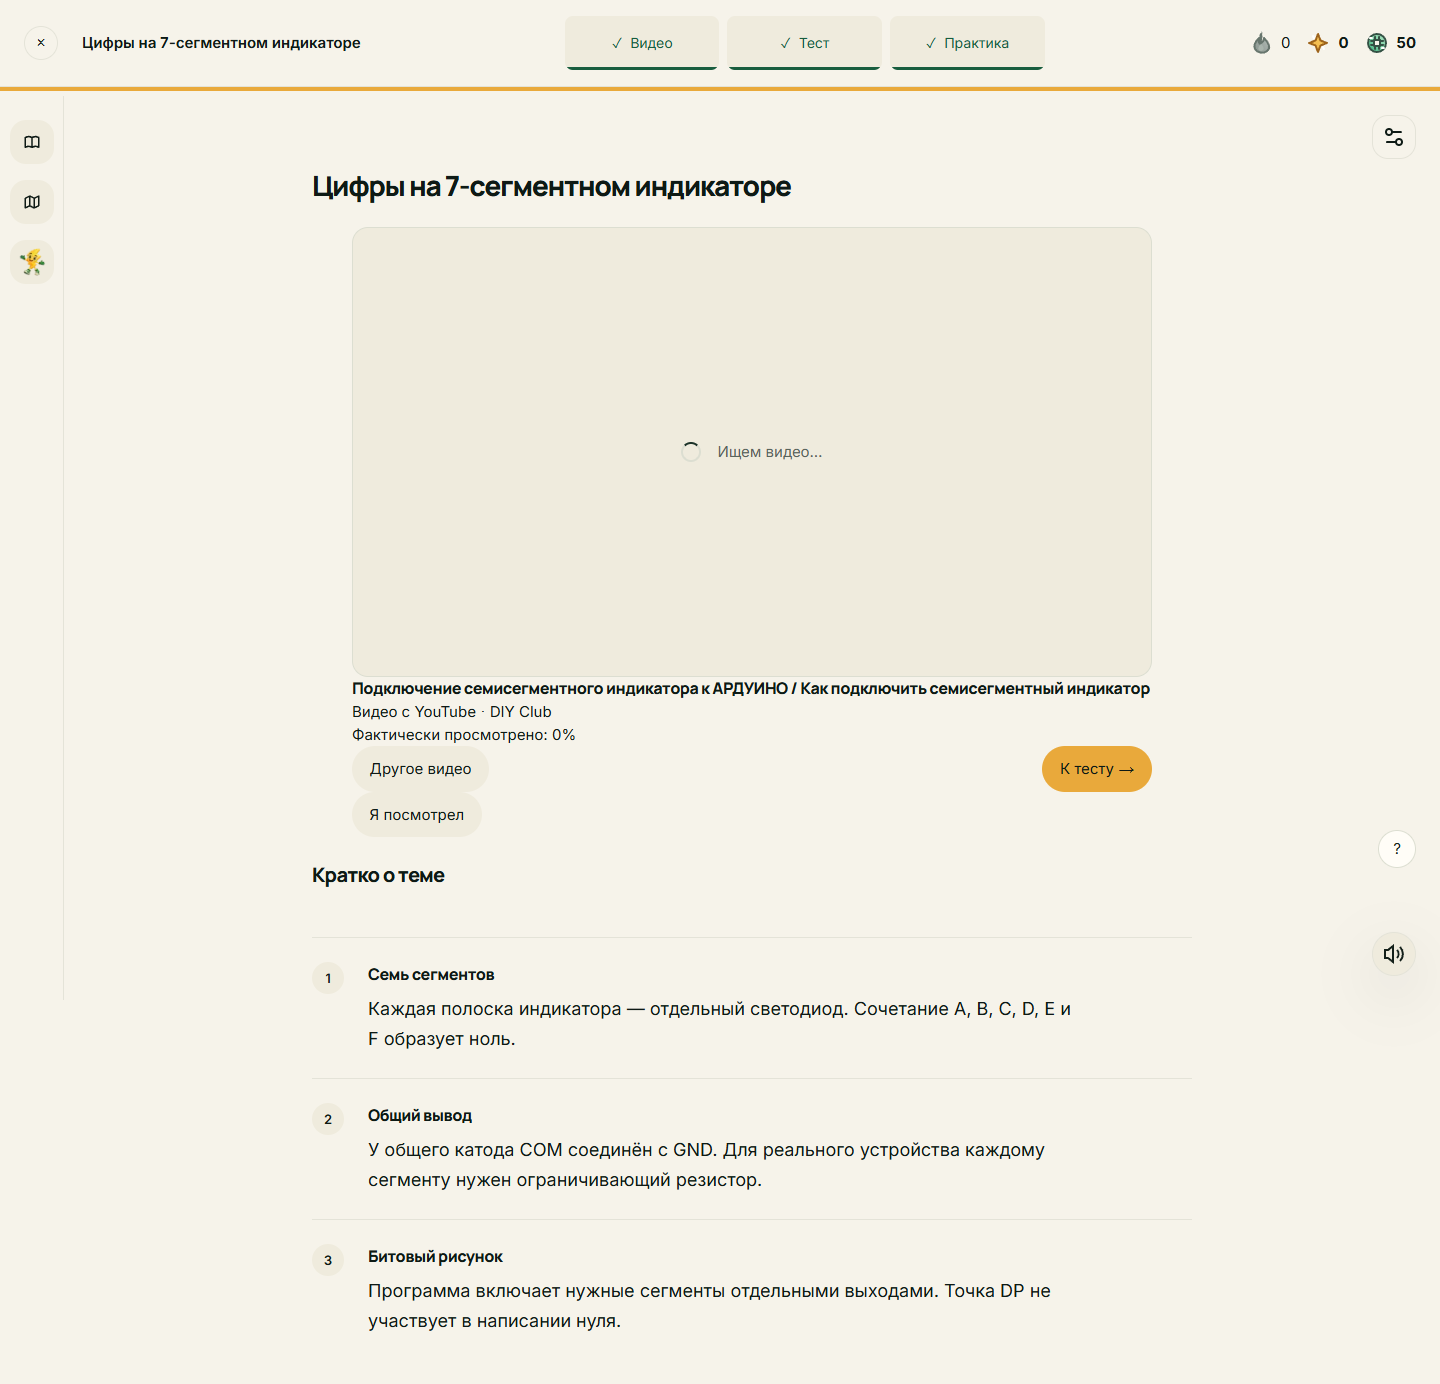 × Цифры на 7-сегментном индикаторе ✓ Видео ✓ Тест ✓ Практика 0 0 50
Цифры на 7-сегментном индикаторе
Ищем видео...
Подключение семисегментного индикатора к АРДУИНО / Как подключить семисегментный индикатор
Видео с YouTube · DIY Club
Фактически просмотрено: 0%
Другое видео К тесту →
Я посмотрел
?
Кратко о теме
1 Семь сегментов
Каждая полоска индикатора — отдельный светодиод. Сочетание A, B, C, D, E и
F образует ноль.
2 Общий вывод
У общего катода COM соединён с GND. Для реального устройства каждому
сегменту нужен ограничивающий резистор.
3 Битовый рисунок
Программа включает нужные сегменты отдельными выходами. Точка DP не
участвует в написании нуля.